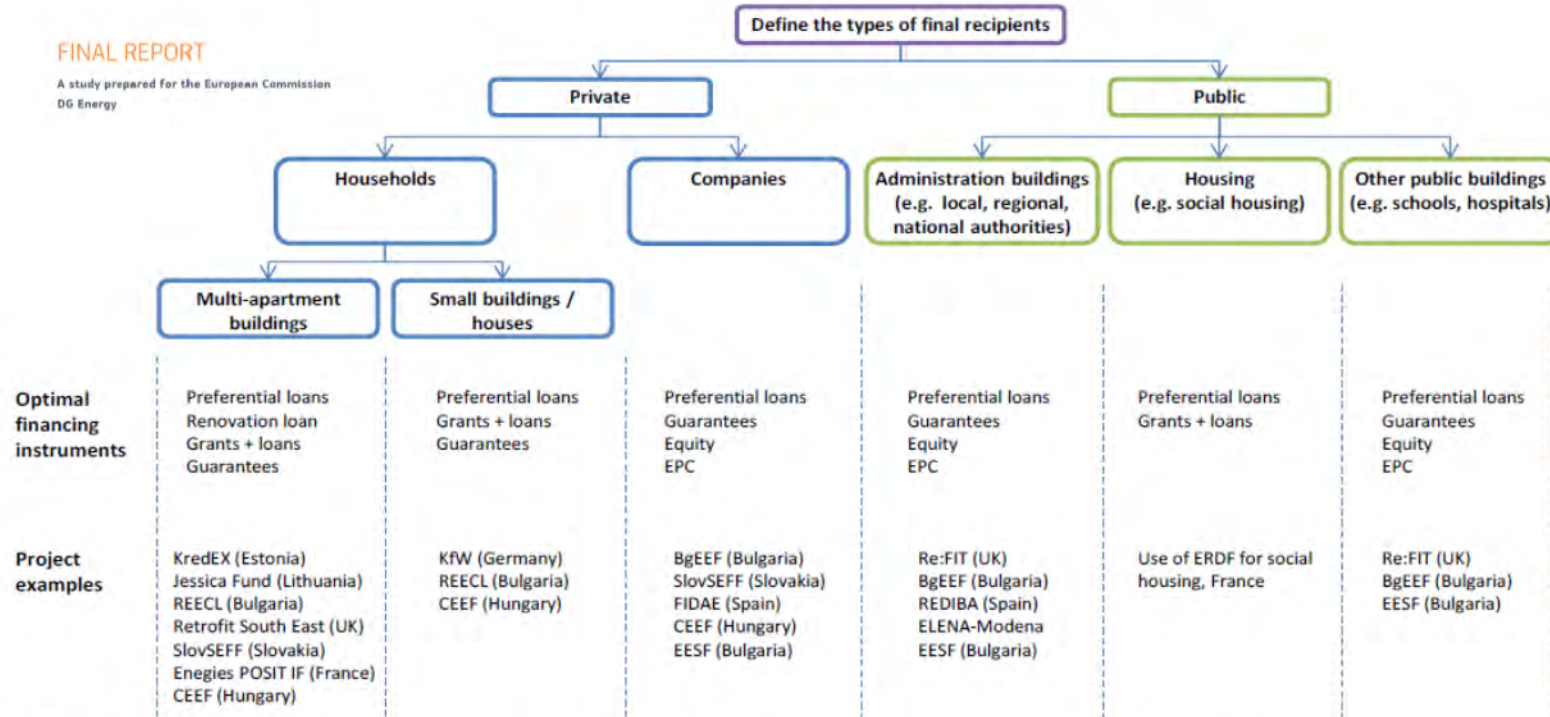 FINAL REPORT
A study prepared for the European Commission
DG Energy
Define the types of final recipients
Private
Public
Households
Companies
Administration buildings
(e.g. local, regional,
national authorities)
Housing
(e.g. social housing)
Other public buildings
(e.g. schools, hospitals)
Multi-apartment
buildings
Small buildings /
houses
Optimal
financing
instruments
Preferential loans
Renovation loan
Grants + loans
Guarantees
Preferential loans
Grants + loans
Guarantees
Preferential loans
Guarantees
Equity
EPC
Preferential loans
Guarantees
Equity
EPC
Preferential loans
Grants + loans
Preferential loans
Guarantees
Equity
EPC
Project
examples
KredEX (Estonia)
Jessica Fund (Lithuania)
REECL (Bulgaria)
Retrofit South East (UK)
SlovSEFF (Slovakia)
Enegies POSIT IF (France)
CEEF (Hungary)
KfW (Germany)
REECL (Bulgaria)
CEEF (Hungary)
BgEEF (Bulgaria)
SlovSEFF (Slovakia)
FIDAE (Spain)
CEEF (Hungary)
EESF (Bulgaria)
Re:FIT (UK)
BgEEF (Bulgaria)
REDIBA (Spain)
ELENA-Modena
EESF (Bulgaria)
Use of ERDF for social
housing, France
Re:FIT (UK)
BgEEF (Bulgaria)
EESF (Bulgaria)